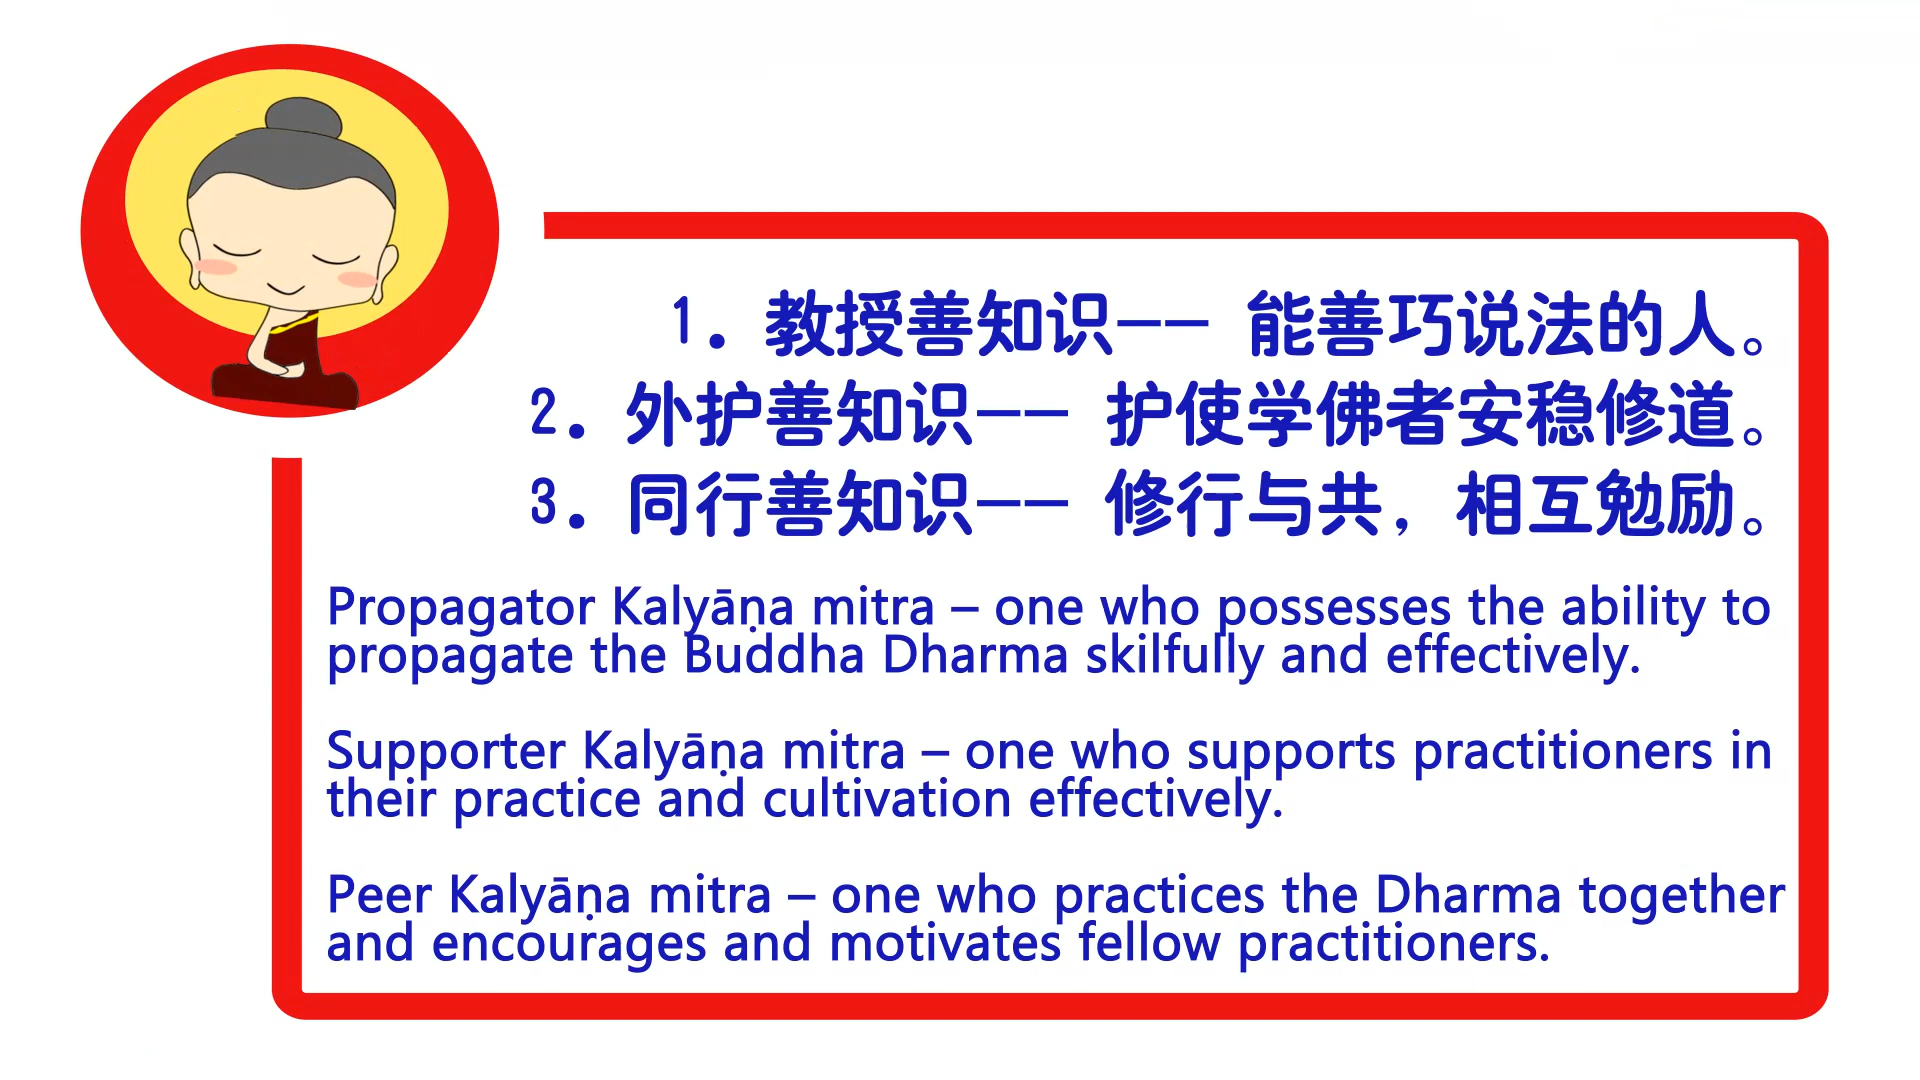 1. 教授善知识—— 能善巧说法的人。
2. 外护善知识—— 护使学佛者安稳修道。
3. 同行善知识—— 修行与共，相互勉励。
Propagator Kalyāṇa mitra – one who possesses the ability to
propagate the Buddha Dharma skilfully and effectively.
Supporter Kalyāṇa mitra – one who supports practitioners in
their practice and cultivation effectively.
Peer Kalyāṇa mitra – one who practices the Dharma together
and encourages and motivates fellow practitioners.